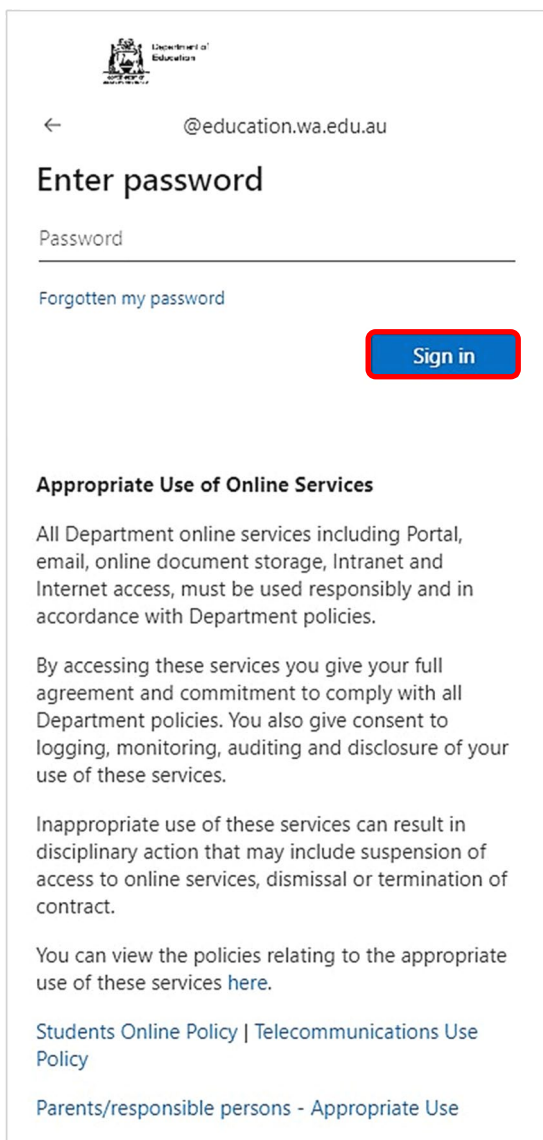 Department of
Education
← @education.wa.edu.au
Enter password
Password
Forgotten my password
Sign in
Appropriate Use of Online Services
All Department online services including Portal,
email, online document storage, Intranet and
Internet access, must be used responsibly and in
accordance with Department policies.
By accessing these services you give your full
agreement and commitment to comply with all
Department policies. You also give consent to
logging, monitoring, auditing and disclosure of your
use of these services.
Inappropriate use of these services can result in
disciplinary action that may include suspension of
access to online services, dismissal or termination of
contract.
You can view the policies relating to the appropriate
use of these services here.
Students Online Policy | Telecommunications Use
Policy
Parents/responsible persons - Appropriate Use